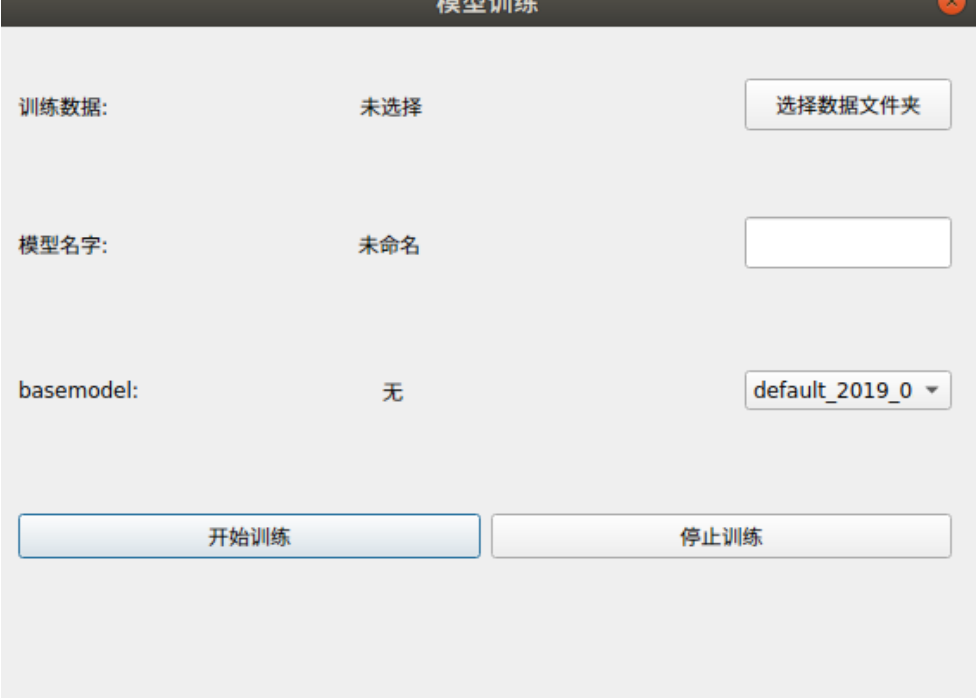 模型训练
训练数据: 未选择 选择数据文件夹
模型名字: 未命名
basemodel: 无 default_2019_0
开始训练 停止训练